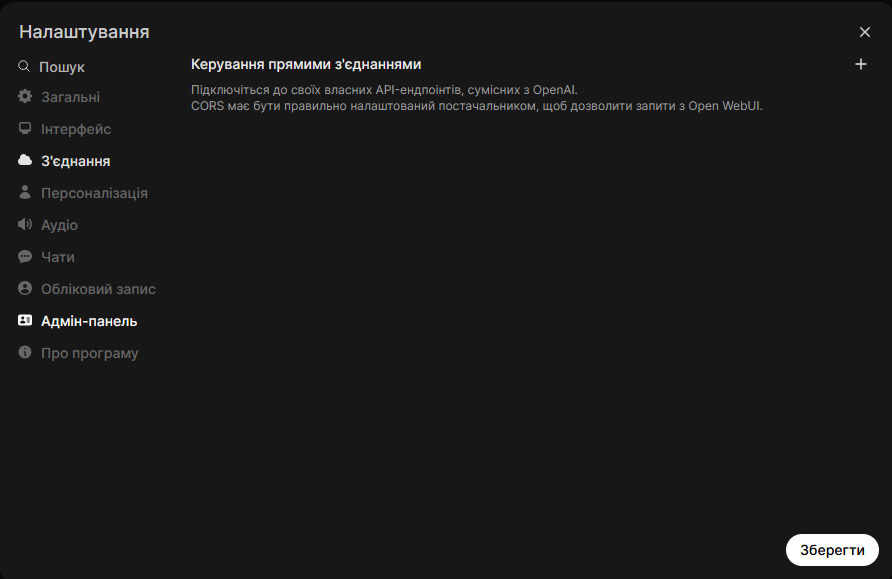 Налаштування
Пошук
Загальні
Інтерфейс
З'єднання
Персоналізація
Аудіо
Чати
Обліковий запис
Адмін-панель
Про програму
Керування прямими з'єднаннями
Підключіться до своїх власних API-ендпоінтів, сумісних з OpenAI.
CORS має бути правильно налаштований постачальником, щоб дозволити запити з Open WebUI.
Зберегти